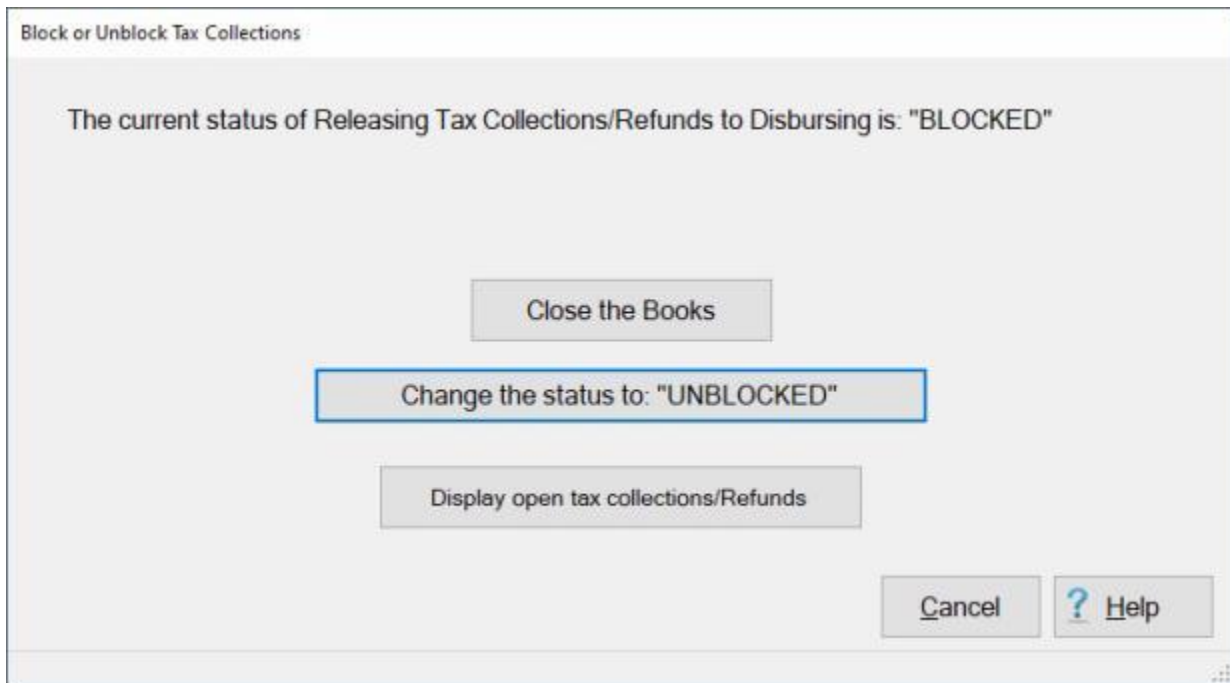 Block or Unblock Tax Collections
The current status of Releasing Tax Collections/Refunds to Disbursing is: "BLOCKED"
Close the Books
Change the status to: "UNBLOCKED"
Display open tax collections/Refunds
Cancel
? Help